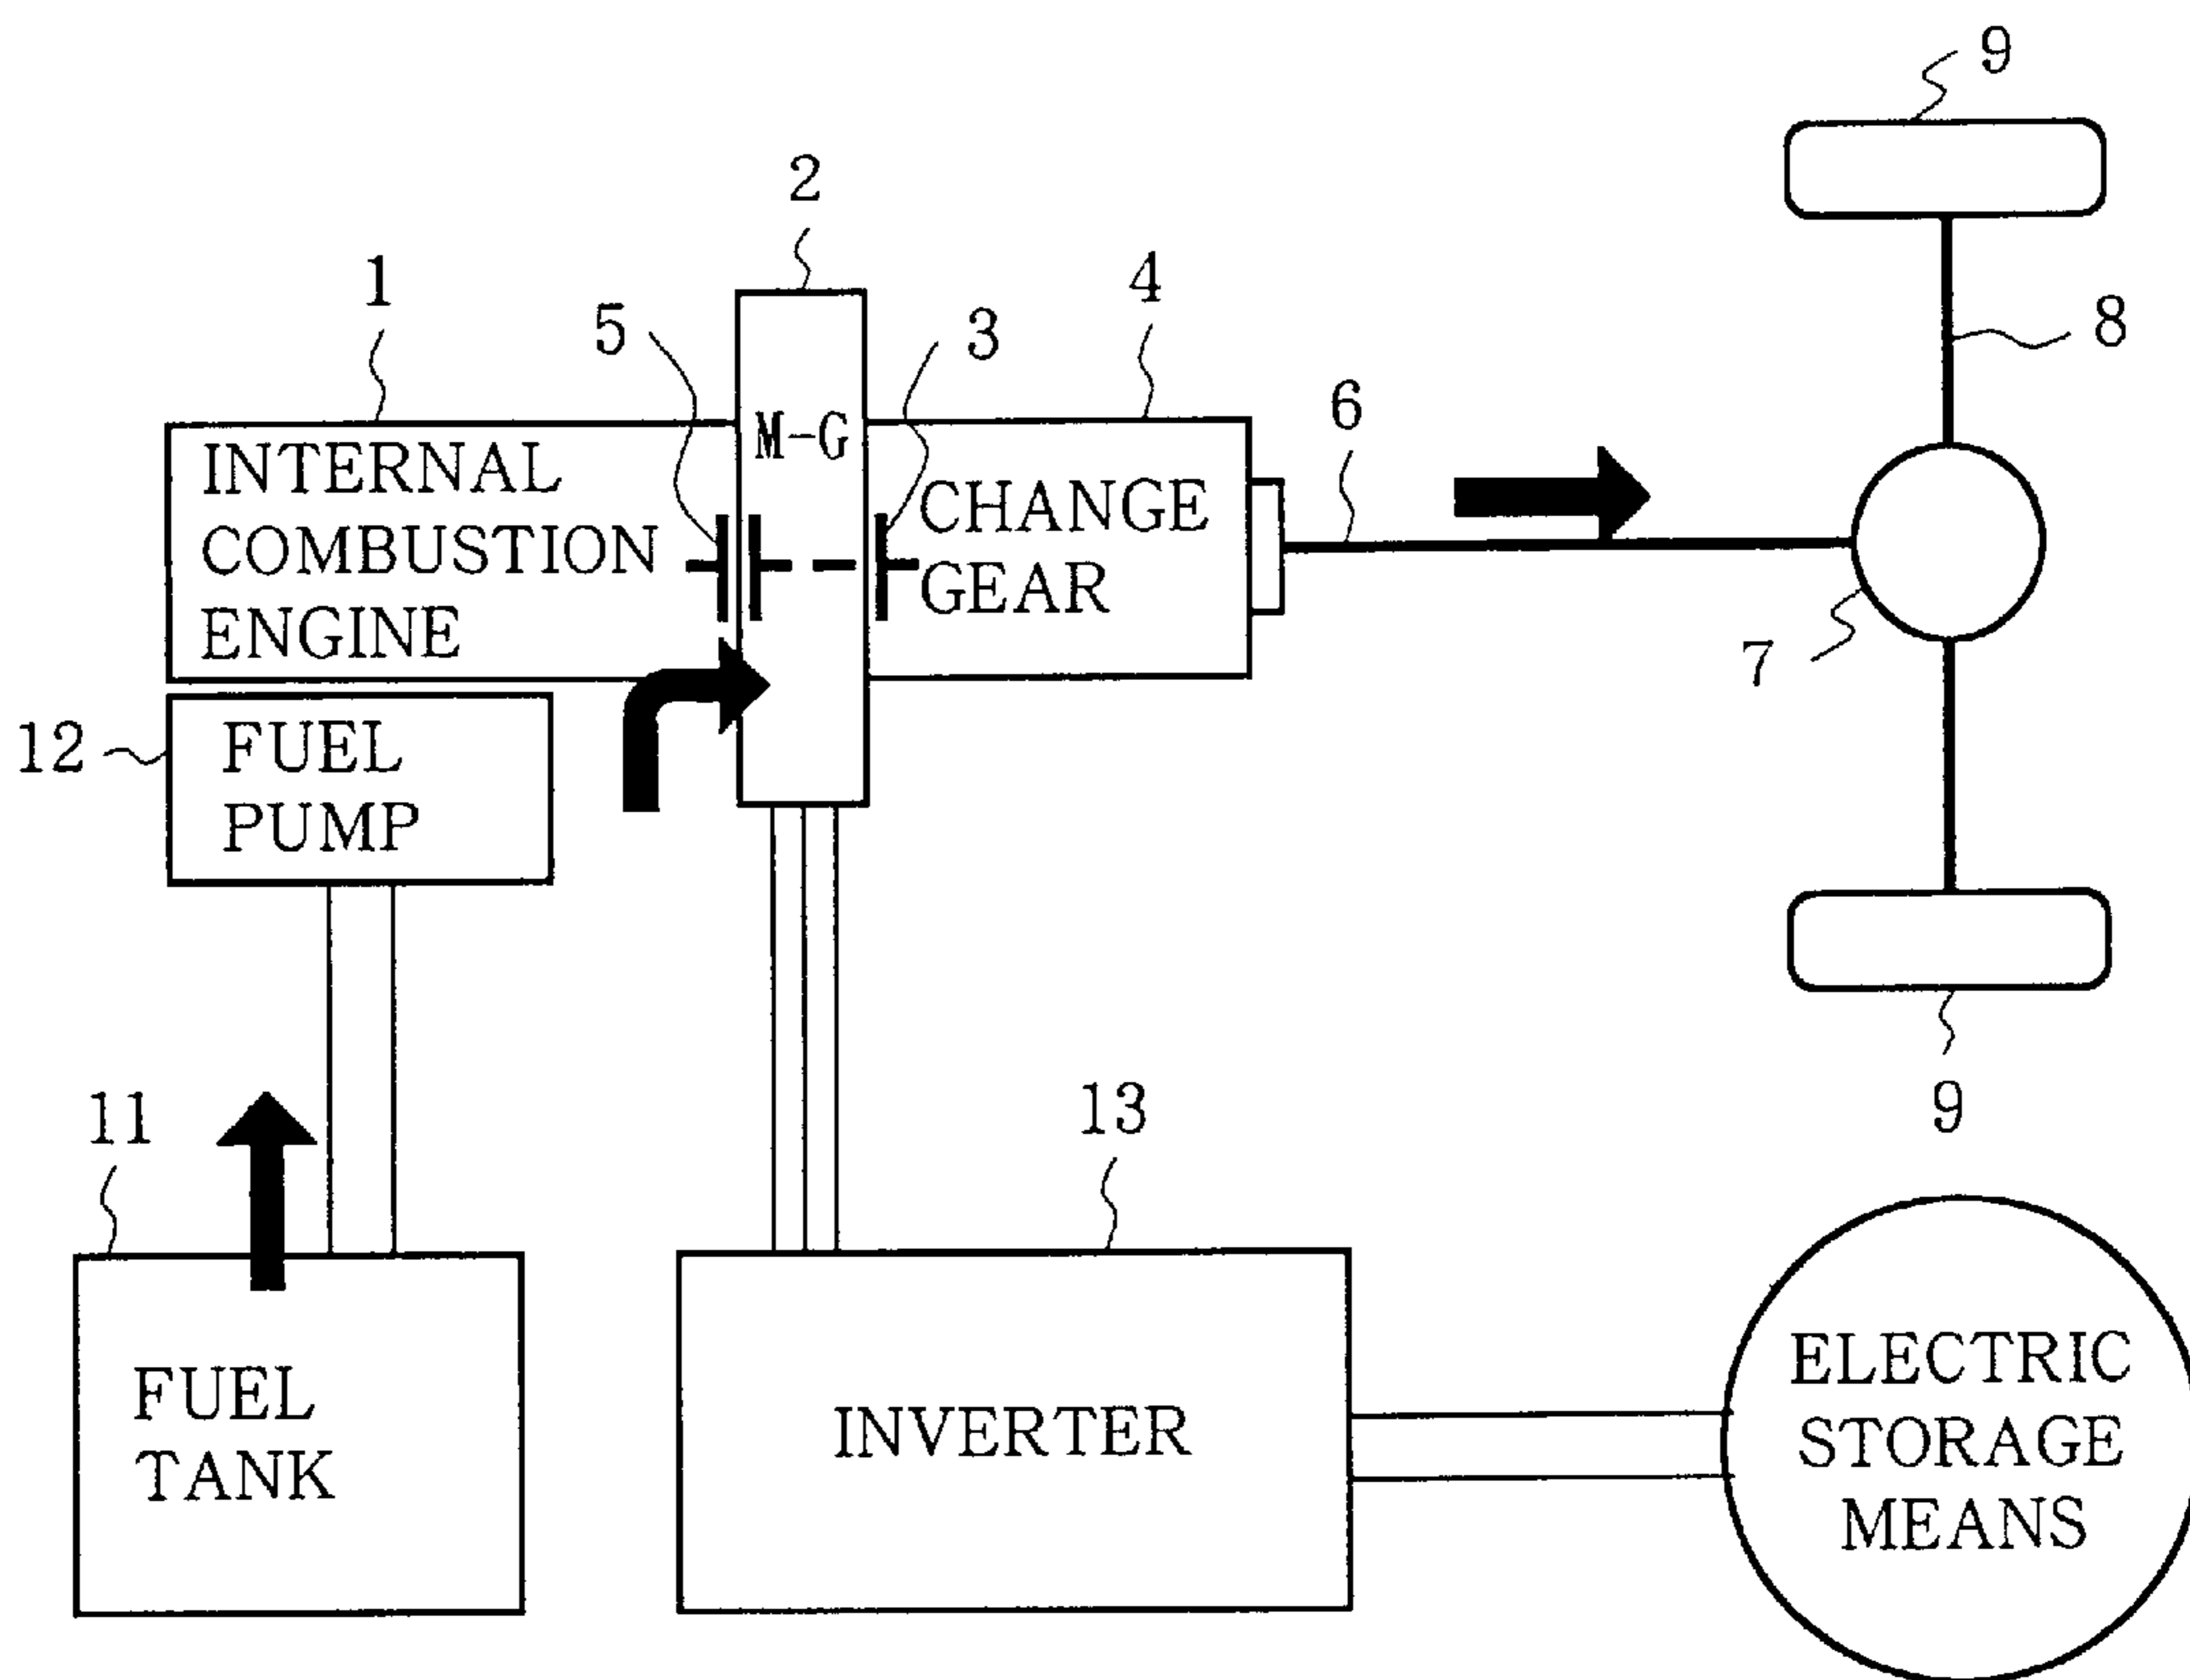 9
2
1
5
3
4
8
6
M-G
INTERNAL
COMBUSTION
ENGINE
CHANGE
GEAR
7
12
FUEL
PUMP
11
13
9
FUEL
TANK
INVERTER
ELECTRIC
STORAGE
MEANS